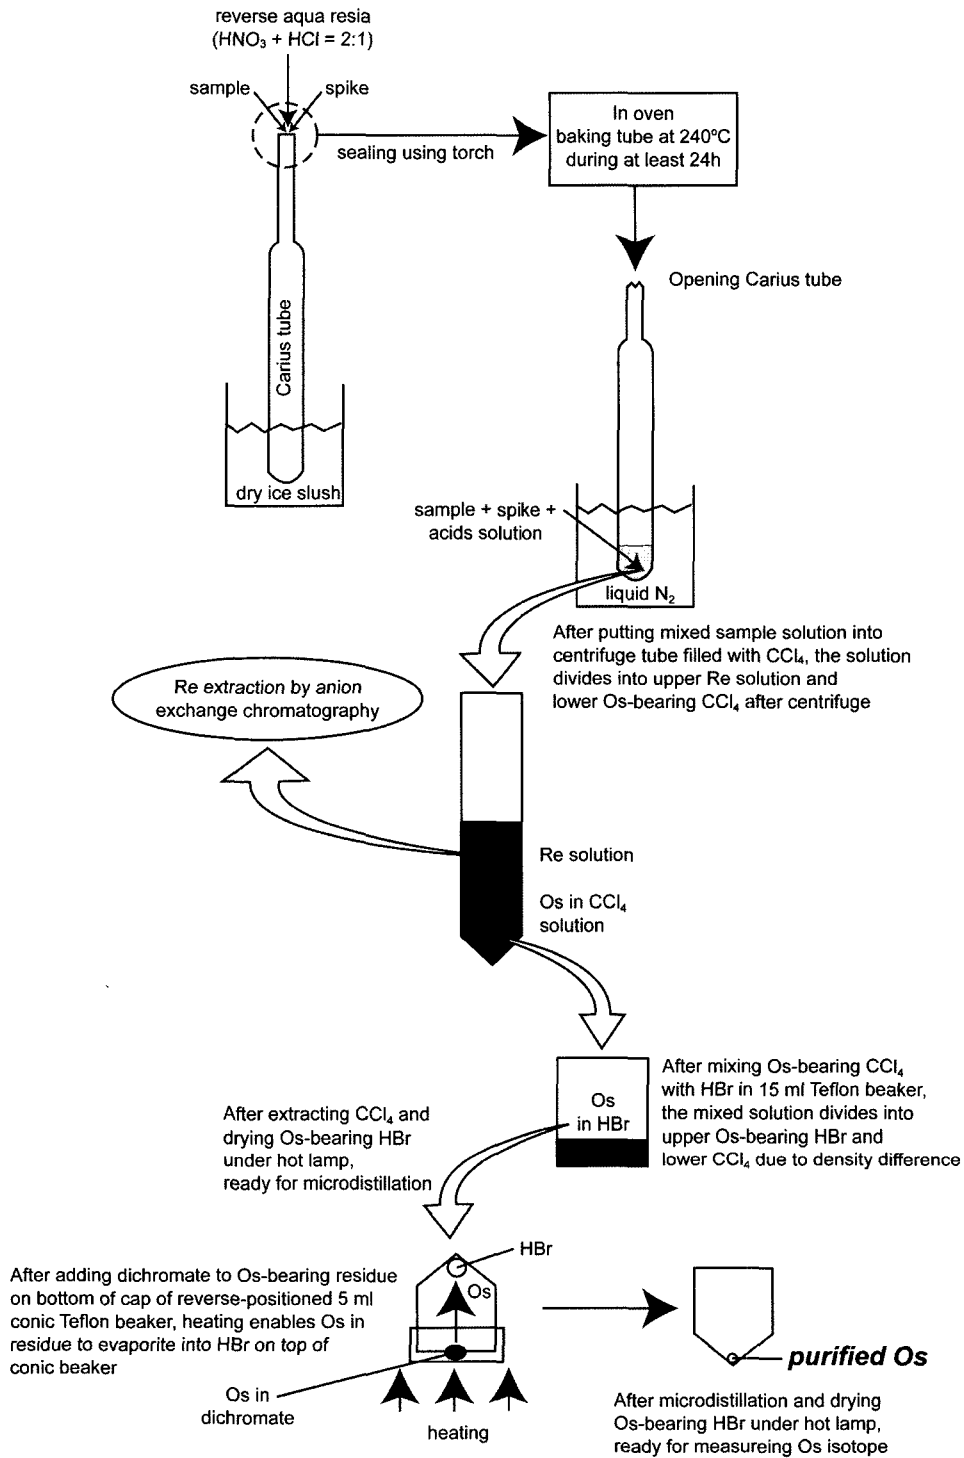 reverse aqua resia
(HNO₃ + HCl = 2:1)
sample
spike
sealing using torch
In oven
baking tube at 240ºC
during at least 24h
Carius tube
dry ice slush
Opening Carius tube
sample + spike +
acids solution
liquid N₂
After putting mixed sample solution into
centrifuge tube filled with CCl₄, the solution
divides into upper Re solution and
lower Os-bearing CCl₄ after centrifuge
Re extraction by anion
exchange chromatography
Re solution
Os in CCl₄
solution
Os
in HBr
After mixing Os-bearing CCl₄
with HBr in 15 ml Teflon beaker,
the mixed solution divides into
upper Os-bearing HBr and
lower CCl₄ due to density difference
After extracting CCl₄ and
drying Os-bearing HBr
under hot lamp,
ready for microdistillation
HBr
Os
After adding dichromate to Os-bearing residue
on bottom of cap of reverse-positioned 5 ml
conic Teflon beaker, heating enables Os in
residue to evaporite into HBr on top of
conic beaker
Os in
dichromate
heating
purified Os
After microdistillation and drying
Os-bearing HBr under hot lamp,
ready for measureing Os isotope